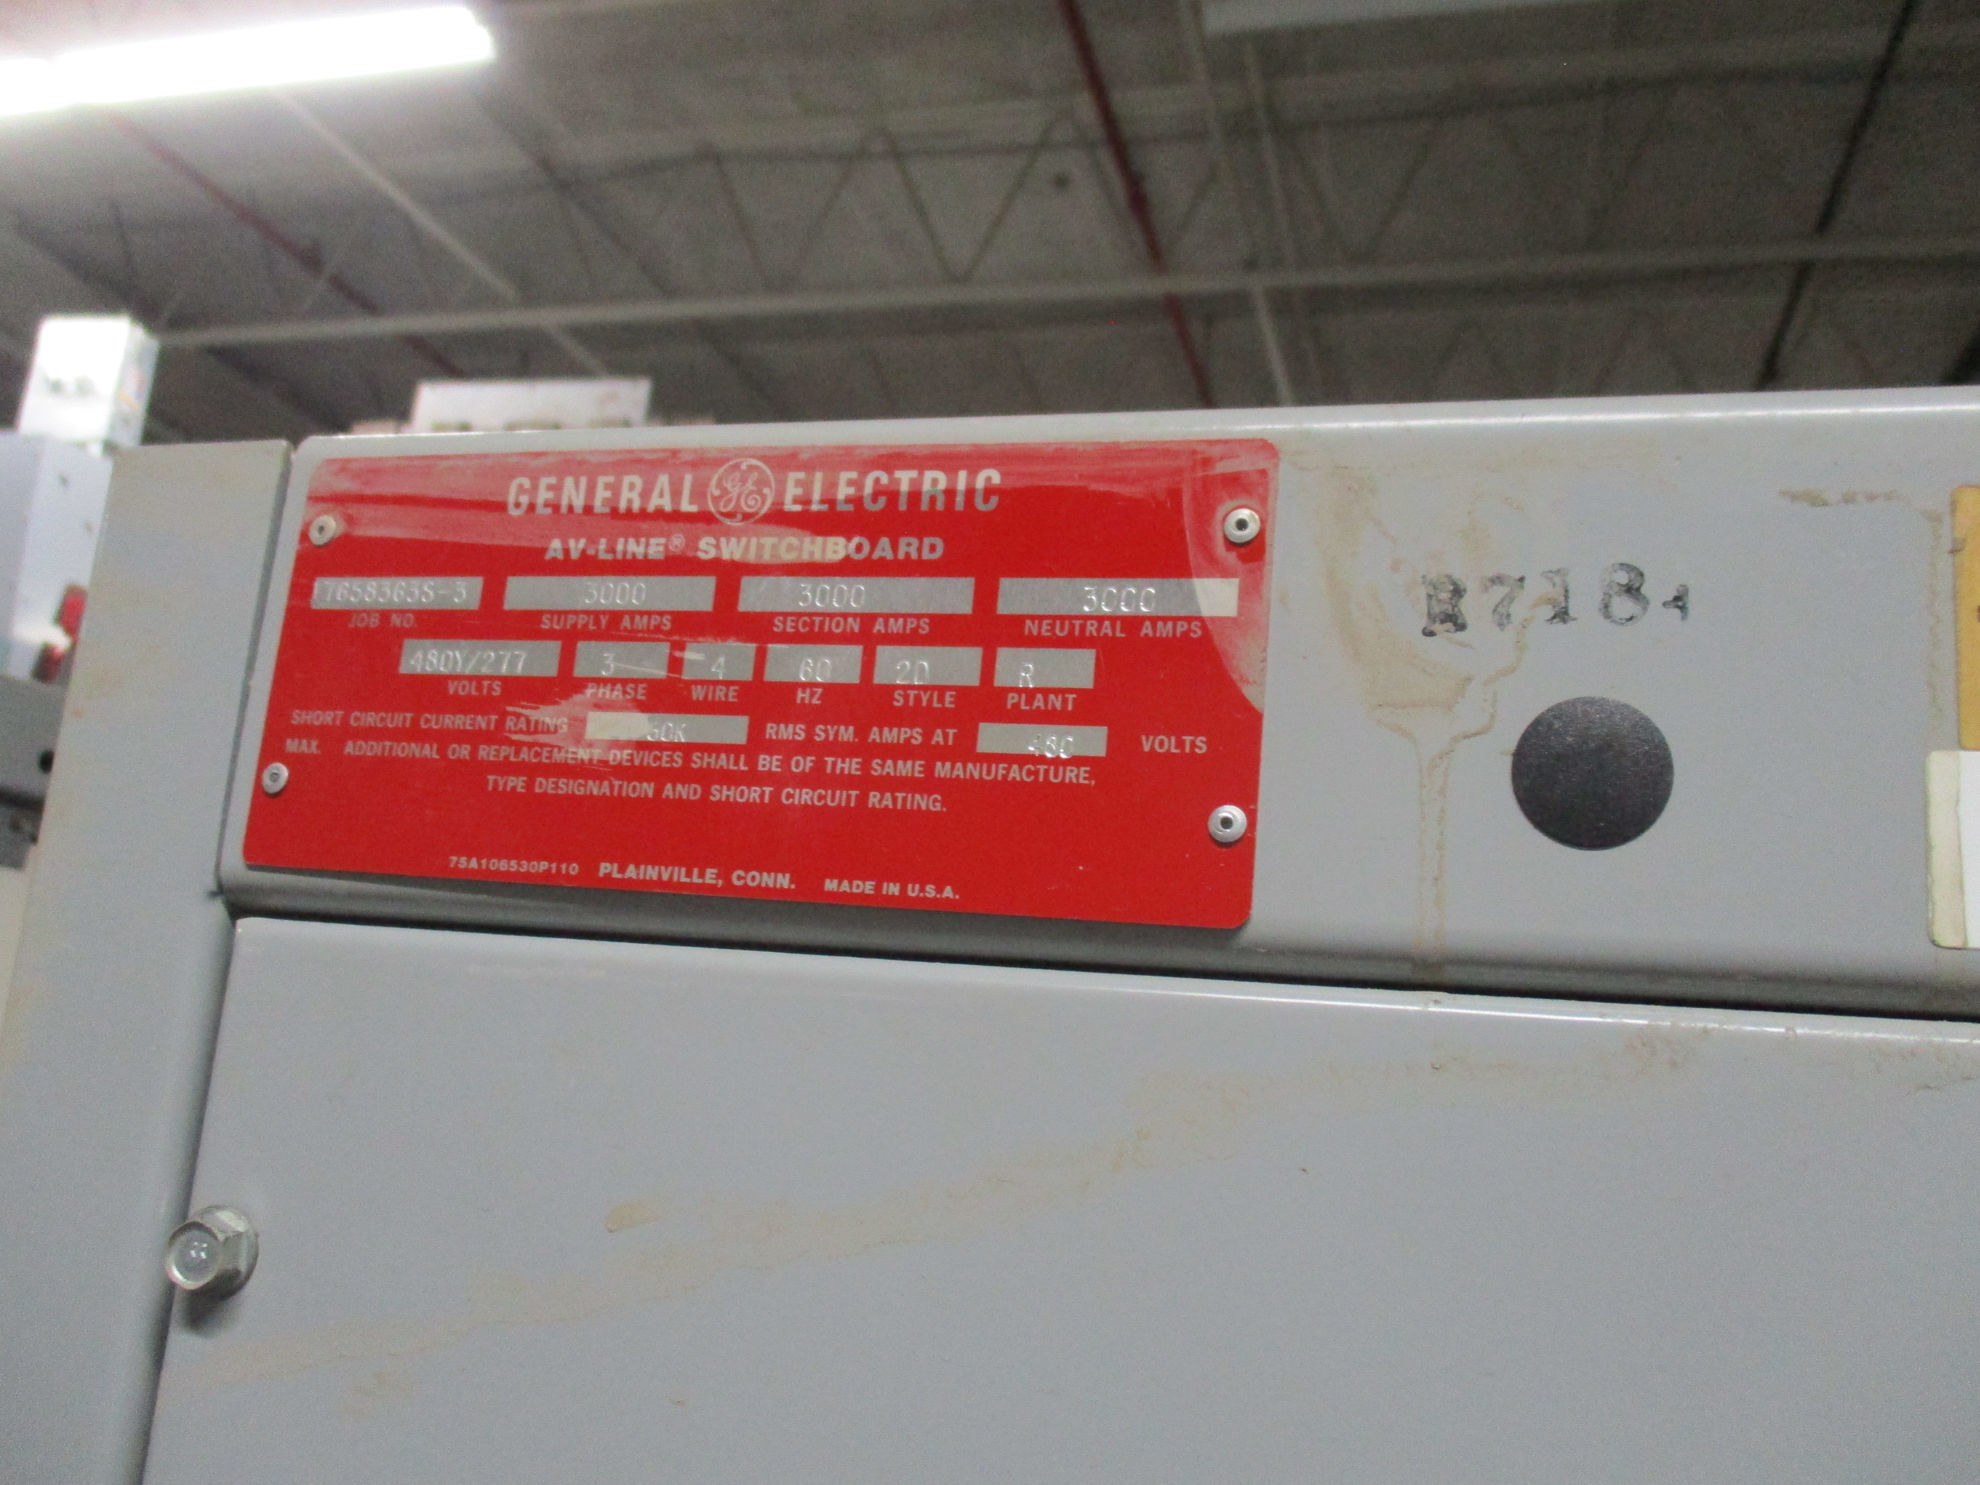 GENERAL GE ELECTRIC
AV-LINE® SWITCHBOARD
3000 3000 3000
JOB NO. SUPPLY AMPS SECTION AMPS NEUTRAL AMPS
480Y/277 3 4 60 2D R
VOLTS PHASE WIRE HZ STYLE PLANT
SHORT CIRCUIT CURRENT RATING RMS SYM. AMPS AT 480 VOLTS
MAX. ADDITIONAL OR REPLACEMENT DEVICES SHALL BE OF THE SAME MANUFACTURE,
TYPE DESIGNATION AND SHORT CIRCUIT RATING.
75A106530P110 PLAINVILLE, CONN. MADE IN U.S.A.